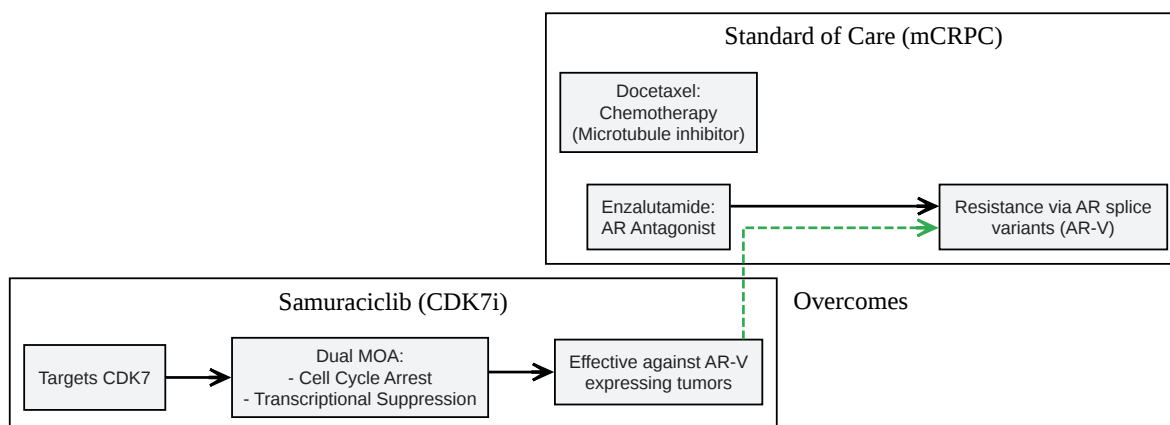 Standard of Care (mCRPC)
Docetaxel:
Chemotherapy
(Microtubule inhibitor)
Enzalutamide:
AR Antagonist
Resistance via AR splice
variants (AR-V)
Samuraciclib (CDK7i)
Overcomes
Targets CDK7
Dual MOA:
- Cell Cycle Arrest
- Transcriptional Suppression
Effective against AR-V
expressing tumors